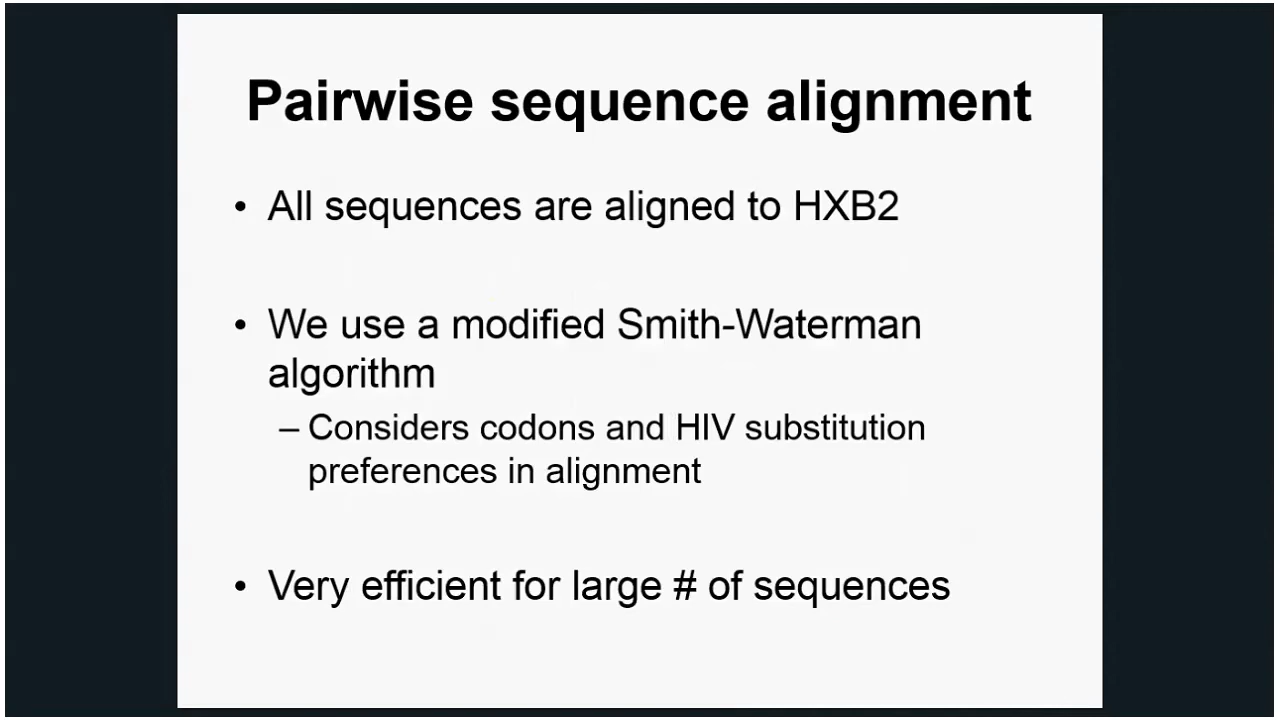 Pairwise sequence alignment
• All sequences are aligned to HXB2
• We use a modified Smith-Waterman
algorithm
– Considers codons and HIV substitution
preferences in alignment
• Very efficient for large # of sequences